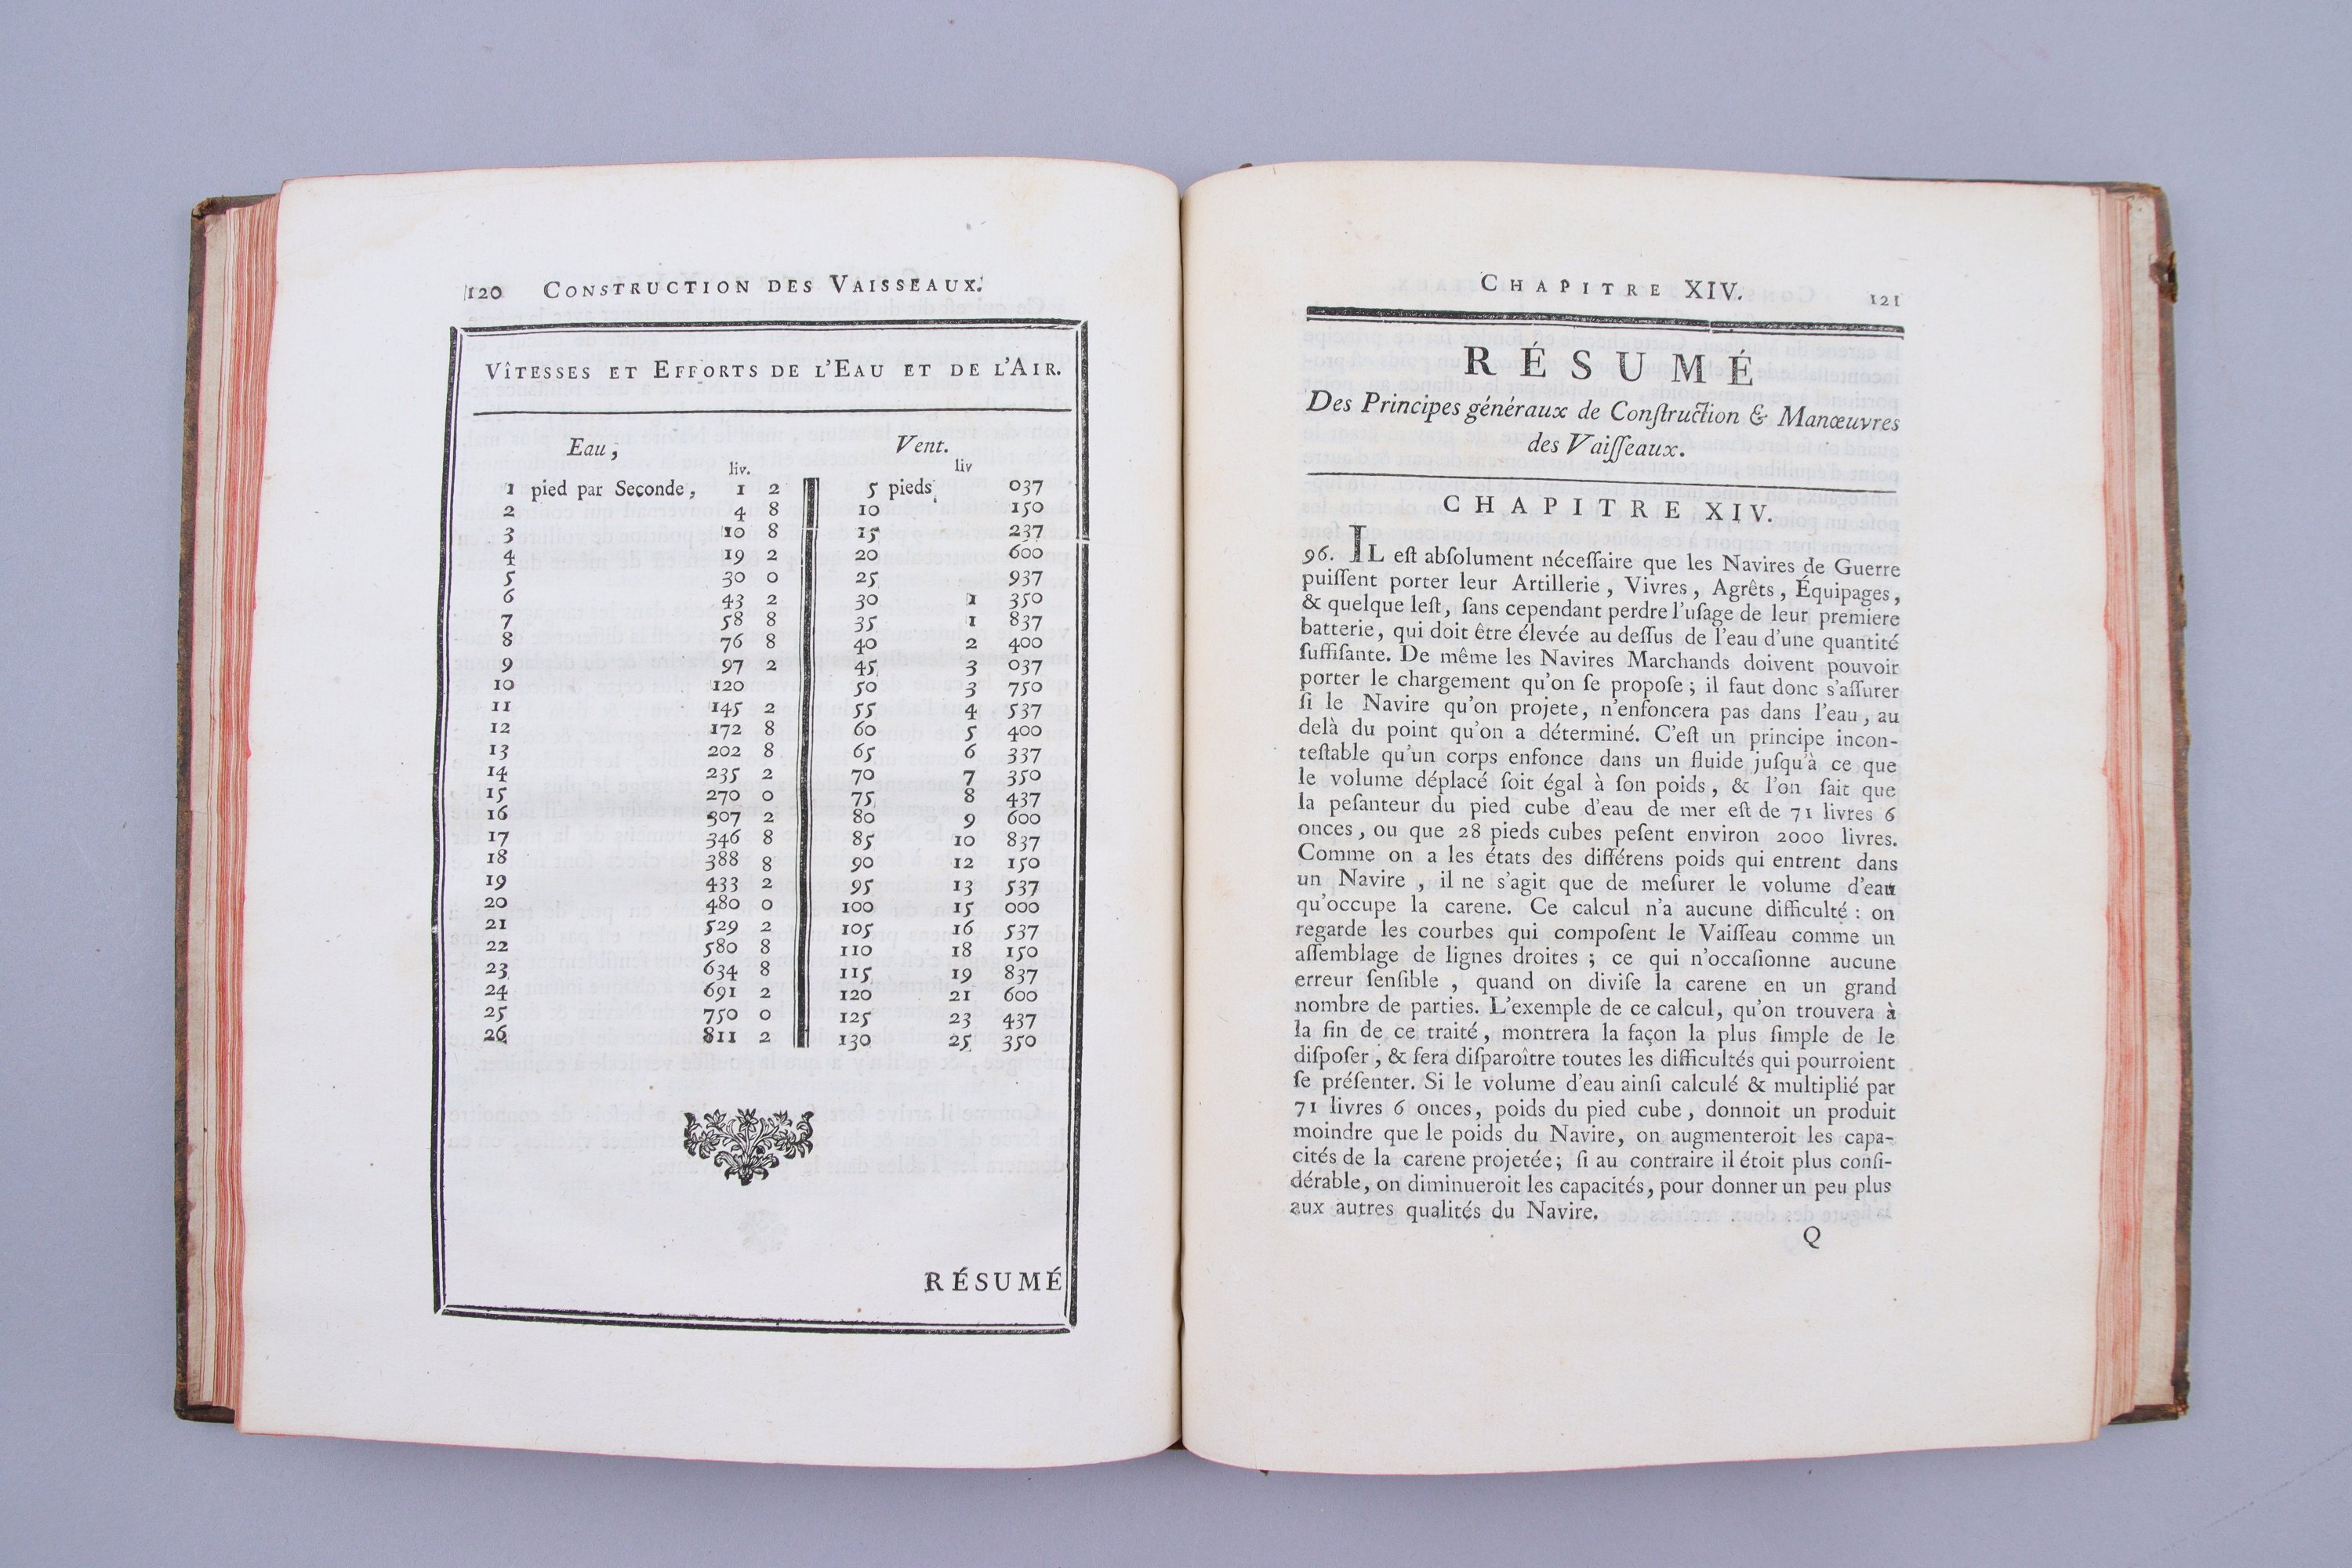 120 CONSTRUCTION DES VAISSEAUX.
VÎTESSES ET EFFORTS DE L'EAU ET DE L'AIR.
Eau, Vent.
liv. liv
1 pied par Seconde, 1 2 5 pieds 037
2 4 8 10 150
3 10 8 15 237
4 19 2 20 600
5 30 0 25 937
6 43 2 30 1 350
7 58 8 35 1 837
8 76 8 40 2 400
9 97 2 45 3 037
10 120 50 3 750
11 145 2 55 4 537
12 172 8 60 5 400
13 202 8 65 6 337
14 235 2 70 7 350
15 270 0 75 8 437
16 307 2 80 9 600
17 346 8 85 10 837
18 388 8 90 12 150
19 433 2 95 13 537
20 480 0 100 15 000
21 529 2 105 16 537
22 580 8 110 18 150
23 634 8 115 19 837
24 691 2 120 21 600
25 750 0 125 23 437
26 811 2 130 25 350
RÉSUMÉ
CHAPITRE XIV. 121
RÉSUMÉ
Des Principes généraux de Conſtruction & Manœuvres
des Vaiſſeaux.
CHAPITRE XIV.
96. IL eſt abſolument néceſſaire que les Navires de Guerre
puiſſent porter leur Artillerie, Vivres, Agrêts, Équipages,
& quelque leſt, ſans cependant perdre l'uſage de leur premiere
batterie, qui doit être élevée au deſſus de l'eau d'une quantité
ſuffiſante. De même les Navires Marchands doivent pouvoir
porter le chargement qu'on ſe propoſe ; il faut donc s'aſſurer
ſi le Navire qu'on projete, n'enfoncera pas dans l'eau, au
delà du point qu'on a déterminé. C'eſt un principe incon-
teſtable qu'un corps enfonce dans un fluide juſqu'à ce que
le volume déplacé ſoit égal à ſon poids, & l'on ſait que
la peſanteur du pied cube d'eau de mer eſt de 71 livres 6
onces, ou que 28 pieds cubes peſent environ 2000 livres.
Comme on a les états des différens poids qui entrent dans
un Navire, il ne s'agit que de meſurer le volume d'eau
qu'occupe la carene. Ce calcul n'a aucune difficulté : on
regarde les courbes qui compoſent le Vaiſſeau comme un
aſſemblage de lignes droites ; ce qui n'occaſionne aucune
erreur ſenſible, quand on diviſe la carene en un grand
nombre de parties. L'exemple de ce calcul, qu'on trouvera à
la fin de ce traité, montrera la façon la plus ſimple de le
diſpoſer, & fera diſparoître toutes les difficultés qui pourroient
ſe préſenter. Si le volume d'eau ainſi calculé & multiplié par
71 livres 6 onces, poids du pied cube, donnoit un produit
moindre que le poids du Navire, on augmenteroit les capa-
cités de la carene projetée; ſi au contraire il étoit plus conſi-
dérable, on diminueroit les capacités, pour donner un peu plus
aux autres qualités du Navire.
Q